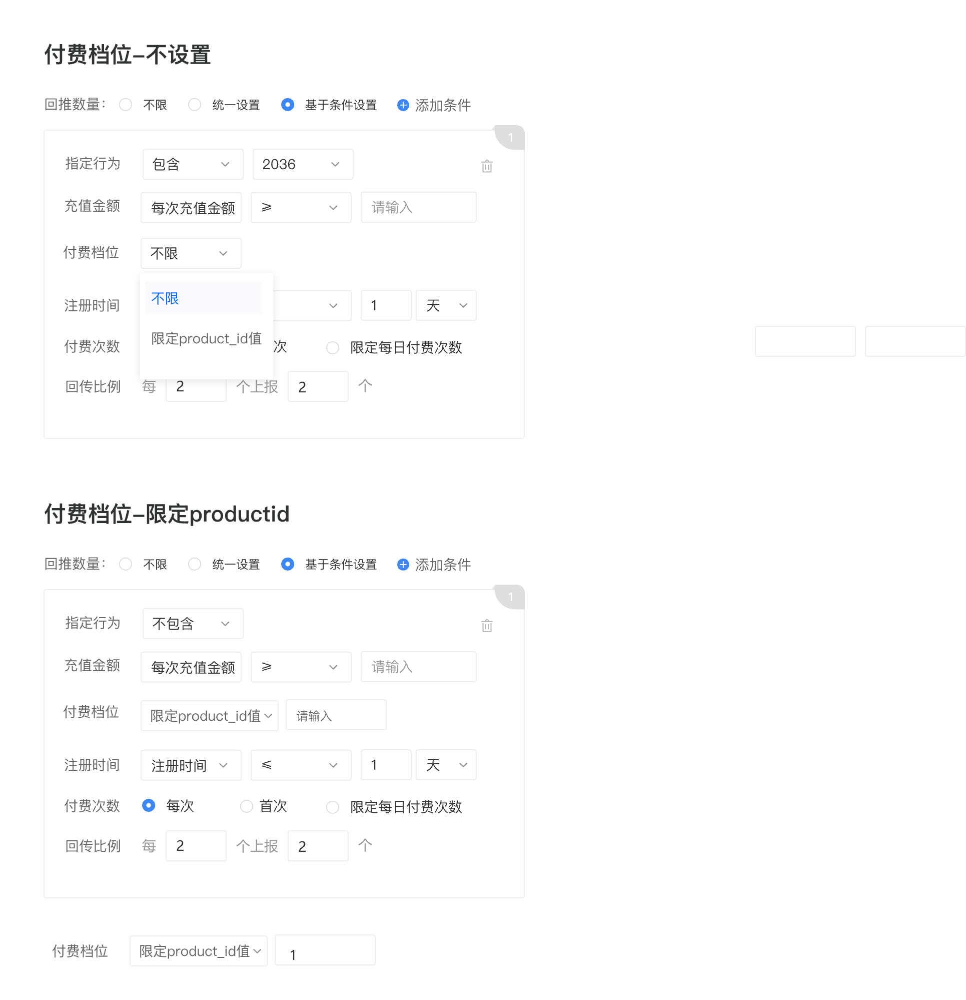 付费档位-不设置
回推数量: 不限 统一设置 基于条件设置 添加条件
1
指定行为 包含 2036
充值金额 每次充值金额 ≥ 请输入
付费档位 不限
不限
注册时间 1 天
限定product_id值
付费次数 次 限定每日付费次数
回传比例 每 2 个上报 2 个
付费档位-限定productid
回推数量: 不限 统一设置 基于条件设置 添加条件
1
指定行为 不包含
充值金额 每次充值金额 ≥ 请输入
付费档位 限定product_id值 请输入
注册时间 注册时间 ≤ 1 天
付费次数 每次 首次 限定每日付费次数
回传比例 每 2 个上报 2 个
付费档位 限定product_id值 1